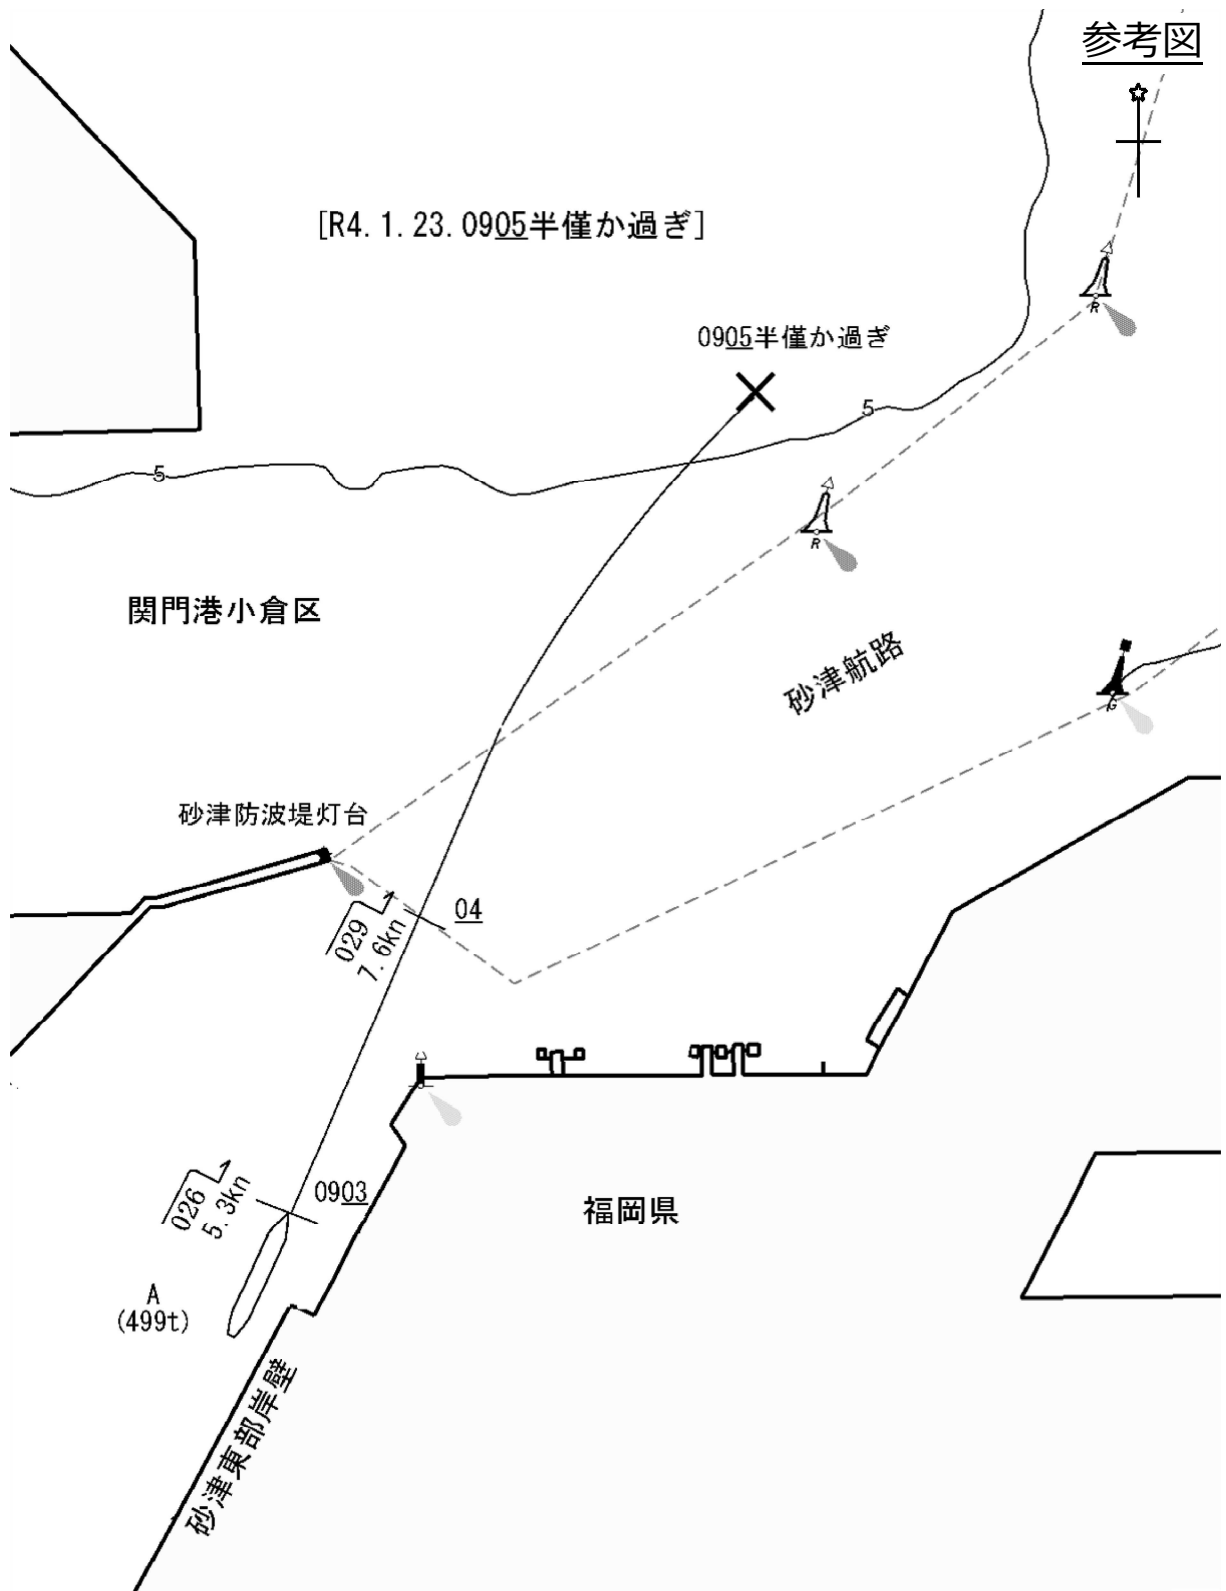 参考図
[R4.1.23.0905半僅か過ぎ]
R
0905半僅か過ぎ
5
5
R
関門港小倉区
砂津航路
G
砂津防波堤灯台
04
029
7.6kn
026
5.3kn
0903
福岡県
A
(499t)
砂津東部岸壁